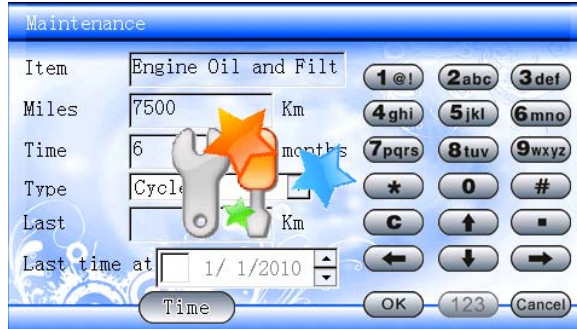 Maintenance
Item Engine Oil and Filt
Miles 7500 Km
Time 6 months
Type Cycle
Last Km
Last time at 1/ 1/2010
Time
1 @! 2abc 3def
4ghi 5jkl 6mno
7pqrs 8tuv 9wxyz
* 0 #
C
OK 123 Cancel